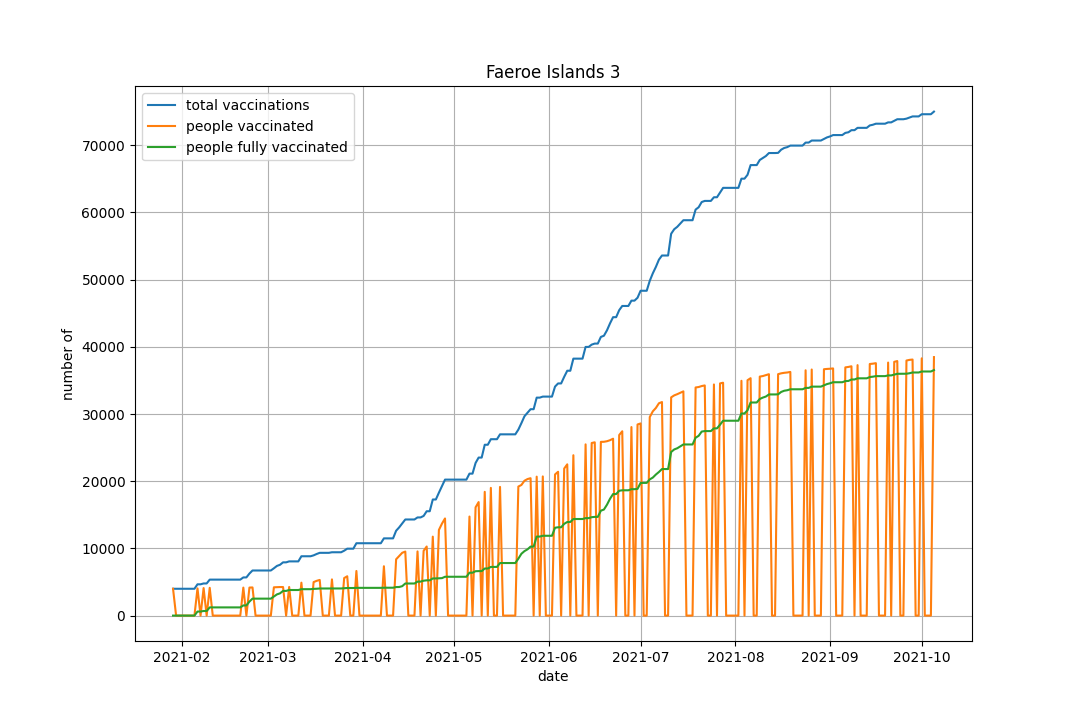 Faeroe Islands 3
total vaccinations
people vaccinated
people fully vaccinated
70000
60000
50000
40000
30000
20000
10000
0
number of
2021-02 2021-03 2021-04 2021-05 2021-06 2021-07 2021-08 2021-09 2021-10
date